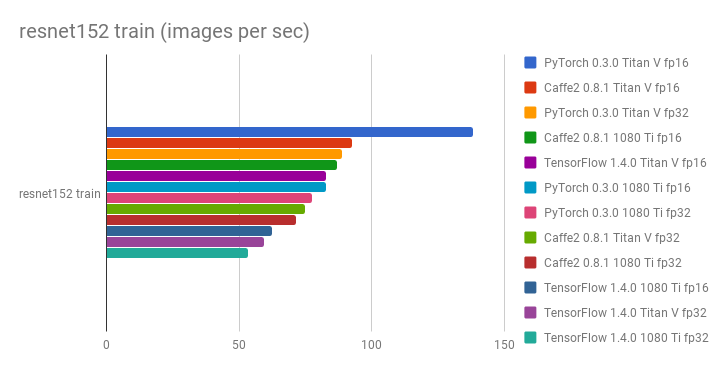 resnet152 train (images per sec)
PyTorch 0.3.0 Titan V fp16
Caffe2 0.8.1 Titan V fp16
PyTorch 0.3.0 Titan V fp32
Caffe2 0.8.1 1080 Ti fp16
TensorFlow 1.4.0 Titan V fp16
PyTorch 0.3.0 1080 Ti fp16
resnet152 train
PyTorch 0.3.0 1080 Ti fp32
Caffe2 0.8.1 Titan V fp32
Caffe2 0.8.1 1080 Ti fp32
TensorFlow 1.4.0 1080 Ti fp16
TensorFlow 1.4.0 Titan V fp32
TensorFlow 1.4.0 1080 Ti fp32
0 50 100 150